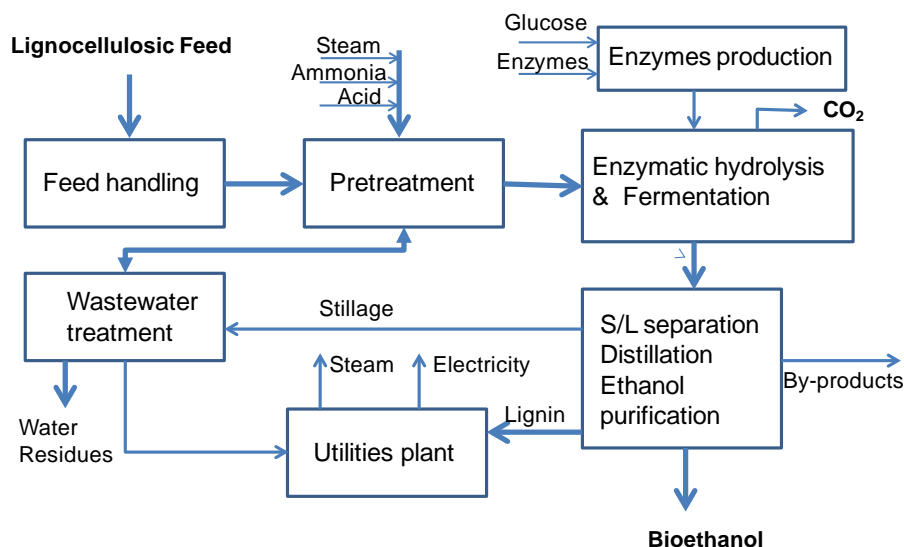 Lignocellulosic Feed
Steam
Ammonia
Acid
Glucose
Enzymes
Enzymes production
CO₂
Feed handling
Pretreatment
Enzymatic hydrolysis
& Fermentation
Wastewater
treatment
Stillage
S/L separation
Distillation
Ethanol
purification
By-products
Steam
Electricity
Lignin
Water
Residues
Utilities plant
Bioethanol